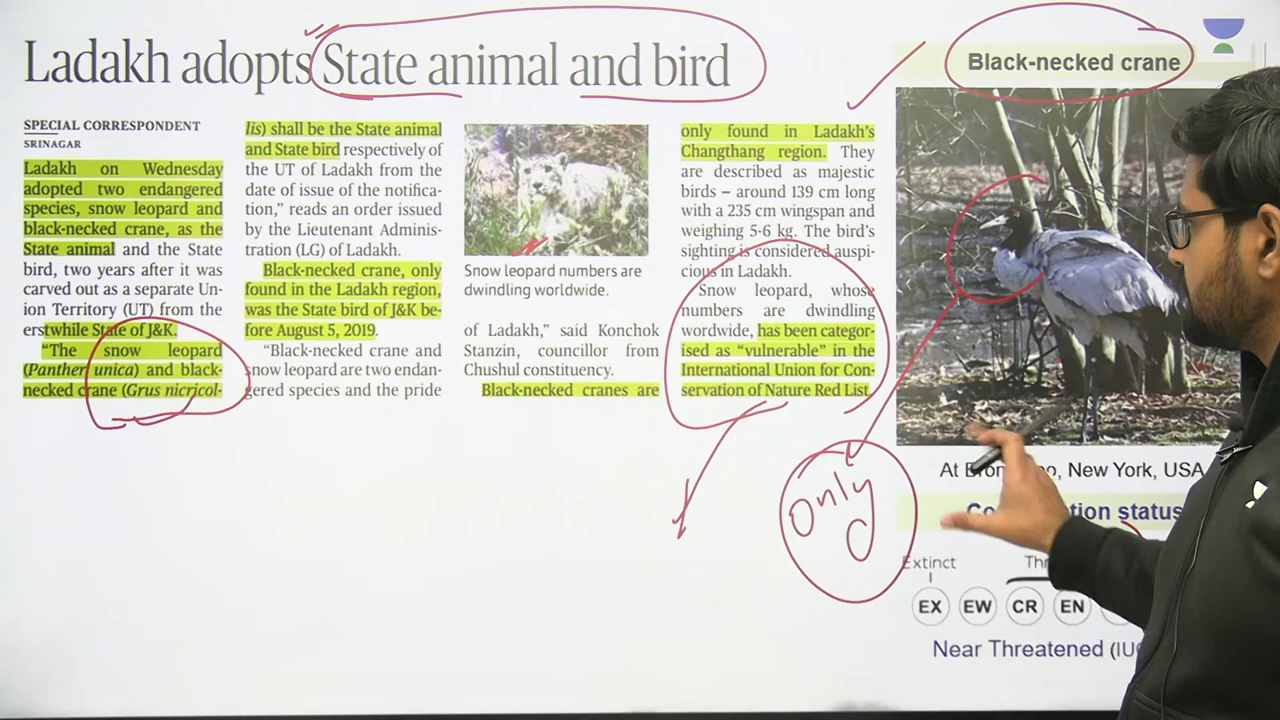 Ladakh adopts State animal and bird
SPECIAL CORRESPONDENT
SRINAGAR
Ladakh on Wednesday
adopted two endangered
species, snow leopard and
black-necked crane, as the
State animal and the State
bird, two years after it was
carved out as a separate Un-
ion Territory (UT) from the
erstwhile State of J&K.
"The snow leopard
(Panther unica) and black-
necked crane (Grus nicricol-
lis) shall be the State animal
and State bird respectively of
the UT of Ladakh from the
date of issue of the notifica-
tion," reads an order issued
by the Lieutenant Adminis-
tration (LG) of Ladakh.
Black-necked crane, only
found in the Ladakh region,
was the State bird of J&K be-
fore August 5, 2019.
"Black-necked crane and
snow leopard are two endan-
gered species and the pride
Snow leopard numbers are
dwindling worldwide.
of Ladakh," said Konchok
Stanzin, councillor from
Chushul constituency.
Black-necked cranes are
only found in Ladakh's
Changthang region. They
are described as majestic
birds – around 139 cm long
with a 235 cm wingspan and
weighing 5-6 kg. The bird's
sighting is considered auspi-
cious in Ladakh.
Snow leopard, whose
numbers are dwindling
wordwide, has been categor-
ised as "vulnerable" in the
International Union for Con-
servation of Nature Red List
only
Black-necked crane
At New York, USA
status
Extinct
EX EW CR EN
Near Threatened